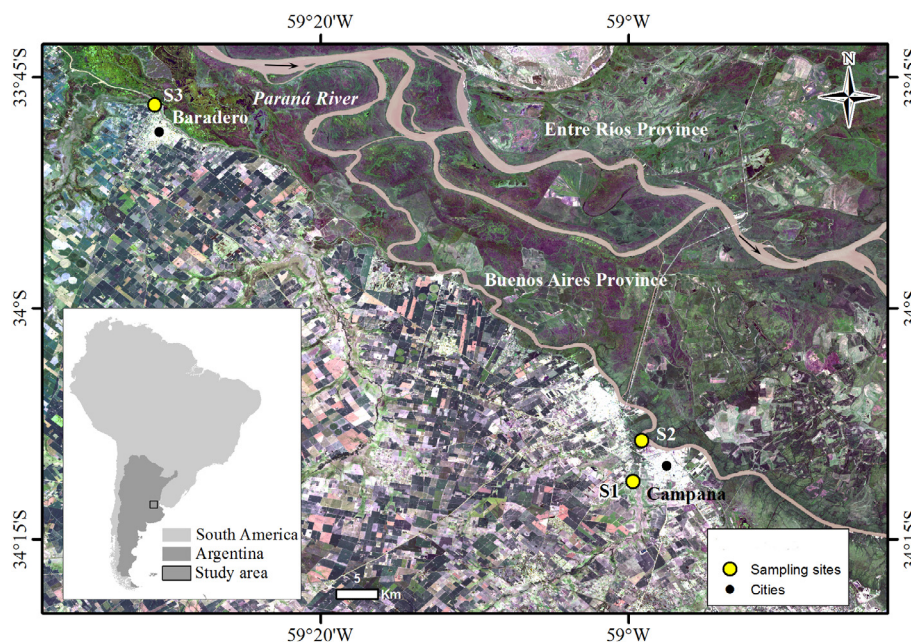 59°20'W
59°W
33°45'S
33°45'S
N
S3
Baradero
Paraná River
Entre Ríos Province
Buenos Aires Province
34°S
34°S
S2
S1
Campana
South America
Argentina
Study area
34°15'S
34°15'S
5
Km
Sampling sites
Cities
59°20'W
59°W